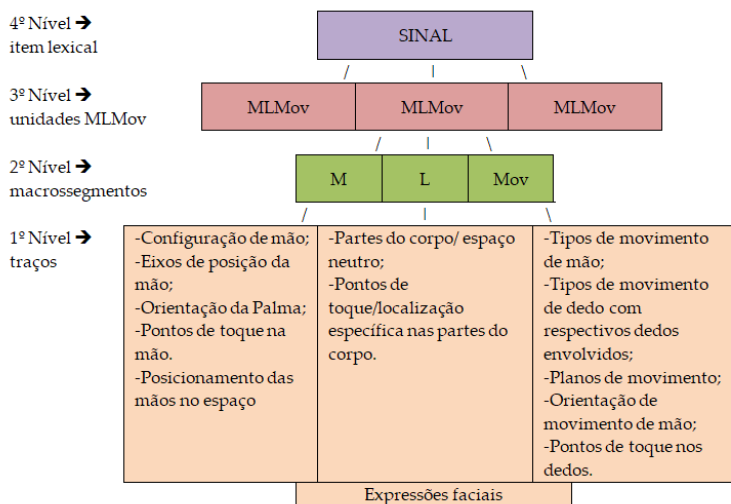 4º Nível ➔
item lexical
SINAL
3º Nível ➔
unidades MLMov
MLMov
MLMov
MLMov
2º Nível ➔
macrossegmentos
M
L
Mov
1º Nível ➔
traços
-Configuração de mão;
-Eixos de posição da
mão;
-Orientação da Palma;
-Pontos de toque na
mão.
-Posicionamento das
mãos no espaço
-Partes do corpo/ espaço
neutro;
-Pontos de
toque/localização
específica nas partes do
corpo.
-Tipos de movimento
de mão;
-Tipos de movimento
de dedo com
respectivos dedos
envolvidos;
-Planos de movimento;
-Orientação de
movimento de mão;
-Pontos de toque nos
dedos.
Expressões faciais